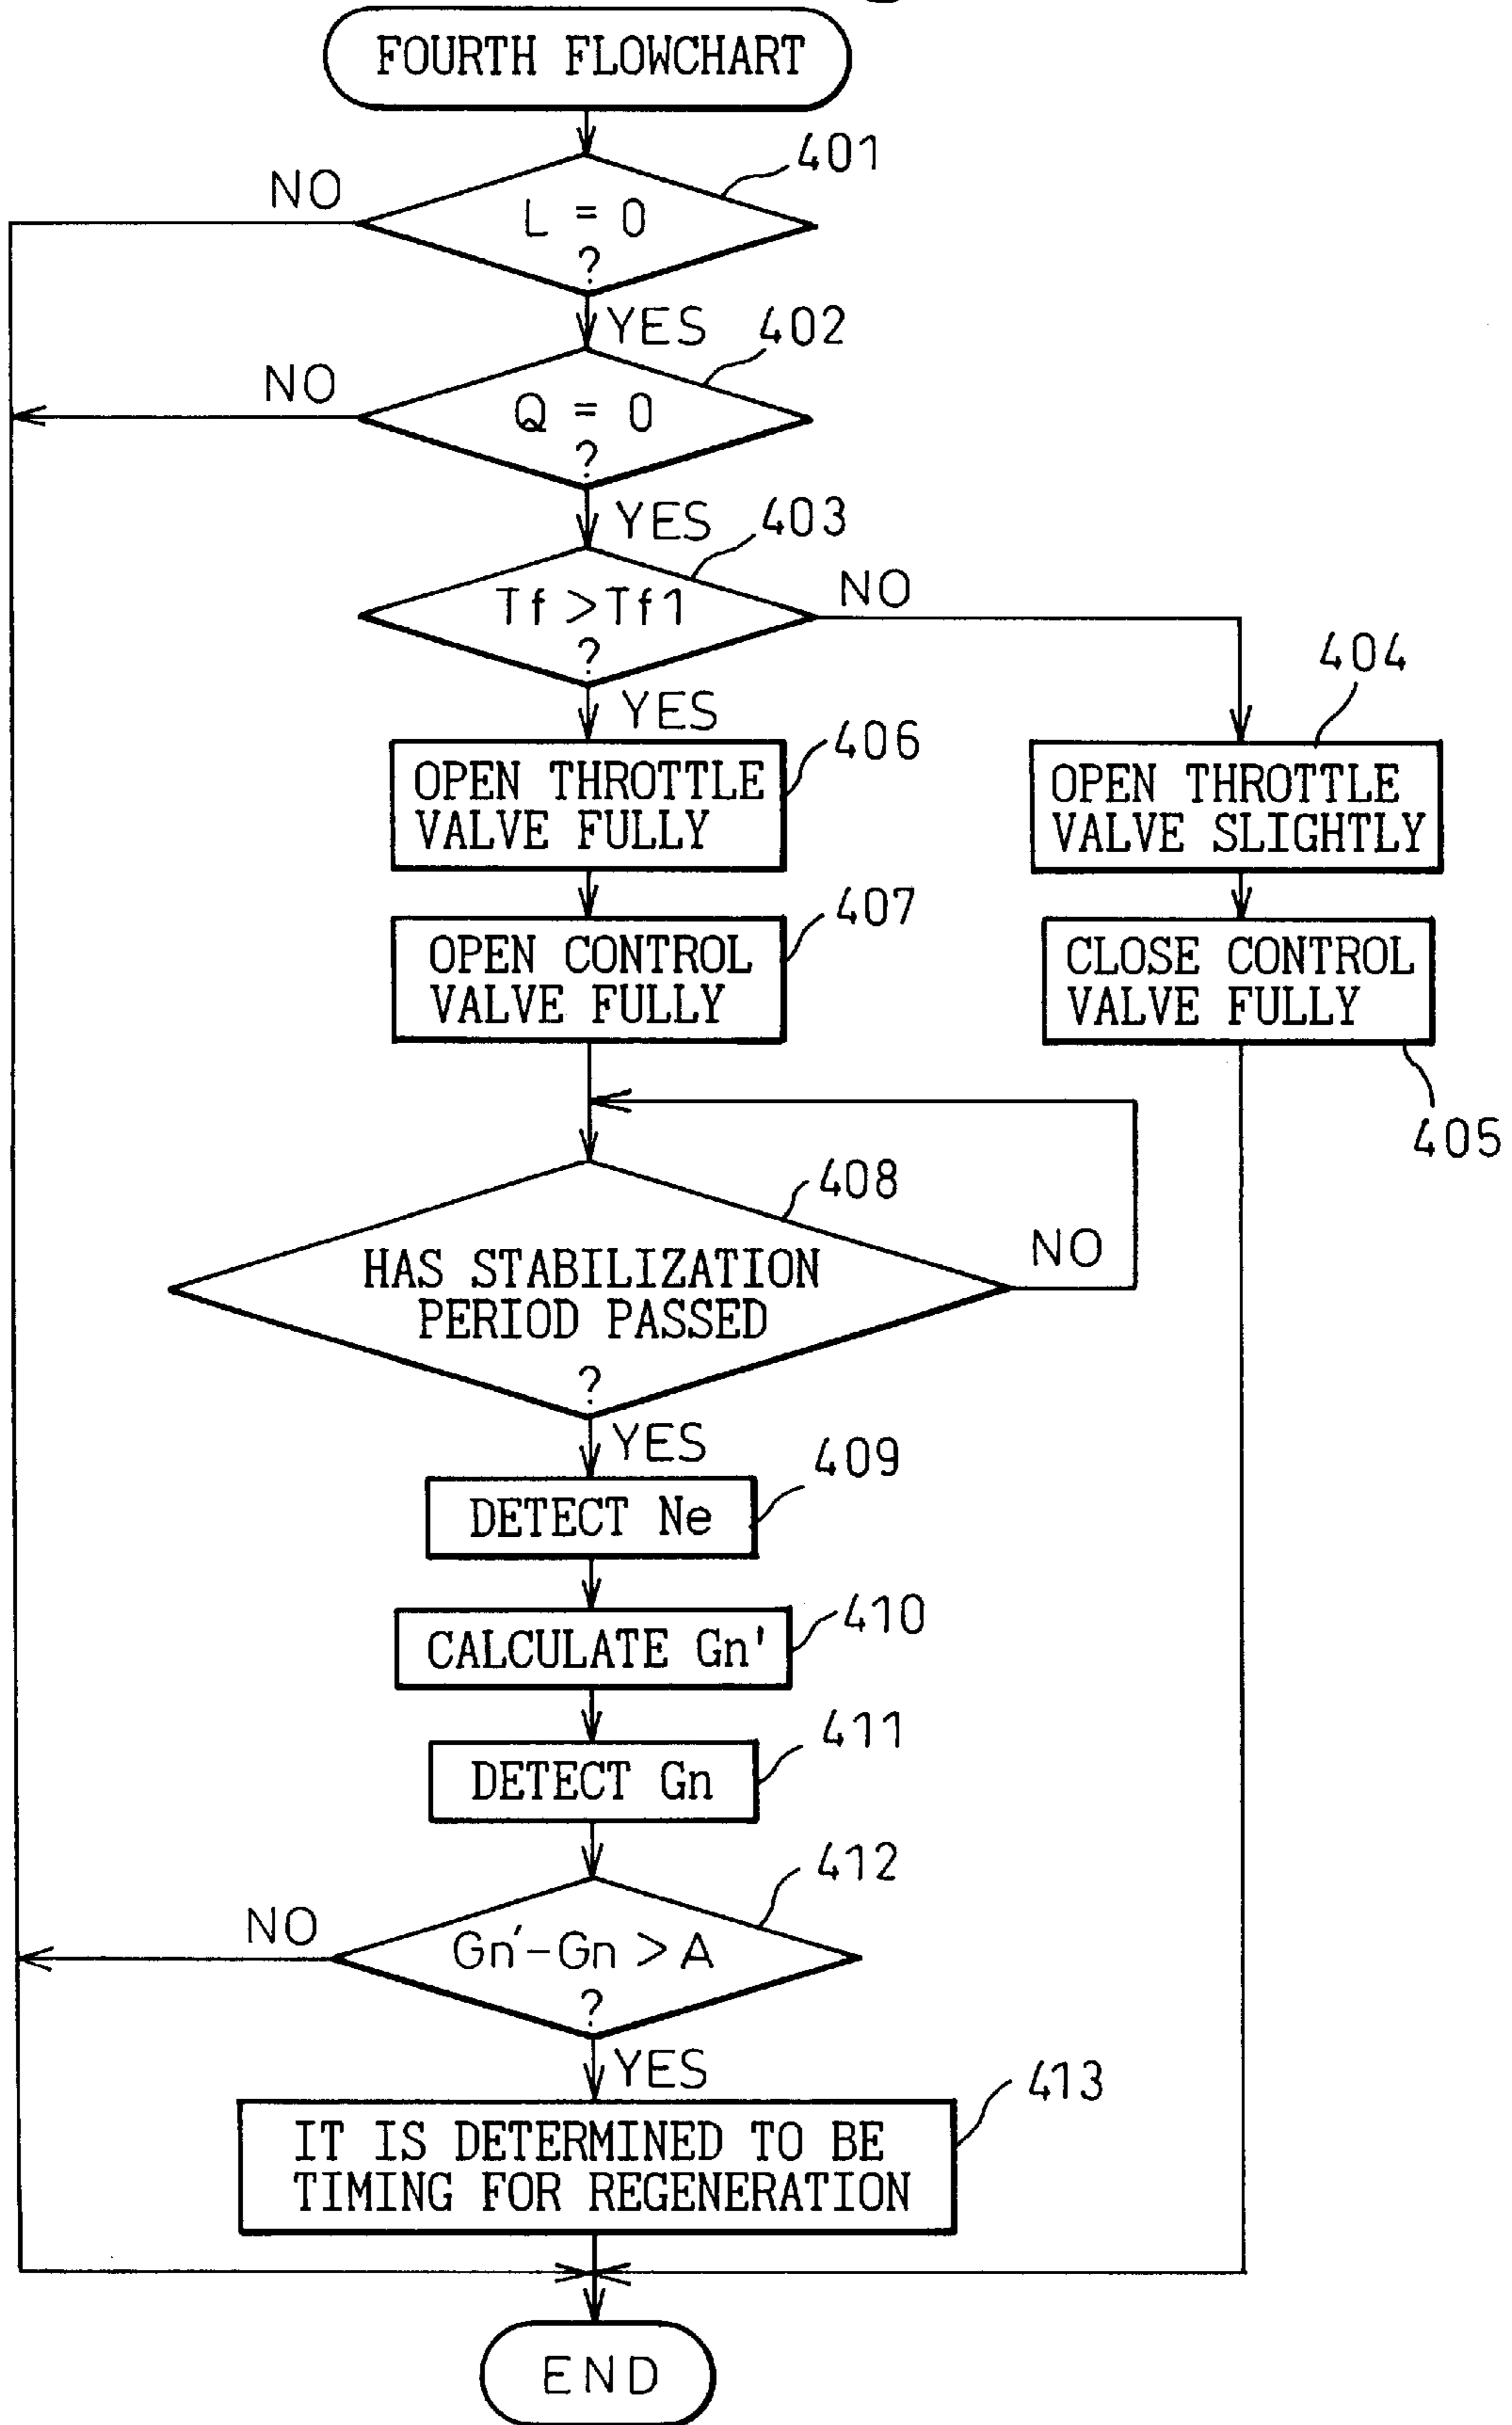 FOURTH FLOWCHART
401
NO
L = 0
?
YES
402
NO
Q = 0
?
YES
403
Tf > Tf1
?
NO
YES
404
406
OPEN THROTTLE
VALVE FULLY
OPEN THROTTLE
VALVE SLIGHTLY
407
OPEN CONTROL
VALVE FULLY
CLOSE CONTROL
VALVE FULLY
405
408
HAS STABILIZATION
PERIOD PASSED
?
NO
YES
409
DETECT Ne
410
CALCULATE Gn'
411
DETECT Gn
412
NO
Gn'-Gn > A
?
YES
413
IT IS DETERMINED TO BE
TIMING FOR REGENERATION
END